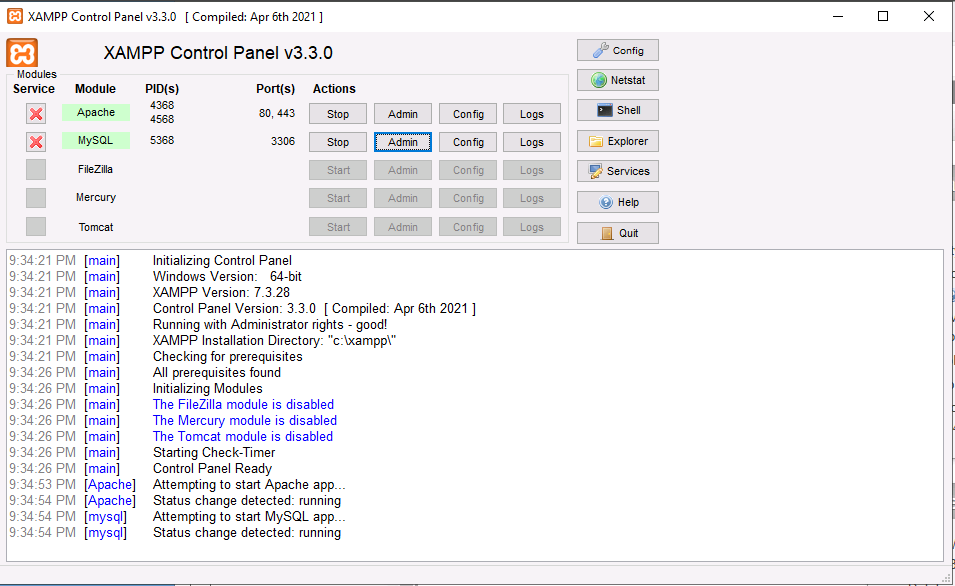 XAMPP Control Panel v3.3.0 [ Compiled: Apr 6th 2021 ]
XAMPP Control Panel v3.3.0
Config
Modules
Service Module PID(s) Port(s) Actions
Netstat
Apache 4368 4568 80, 443 Stop Admin Config Logs
Shell
MySQL 5368 3306 Stop Admin Config Logs
Explorer
FileZilla Start Admin Config Logs
Services
Mercury Start Admin Config Logs
Help
Tomcat Start Admin Config Logs
Quit
9:34:21 PM [main] Initializing Control Panel
9:34:21 PM [main] Windows Version: 64-bit
9:34:21 PM [main] XAMPP Version: 7.3.28
9:34:21 PM [main] Control Panel Version: 3.3.0 [ Compiled: Apr 6th 2021 ]
9:34:21 PM [main] Running with Administrator rights - good!
9:34:21 PM [main] XAMPP Installation Directory: "c:\xampp\"
9:34:21 PM [main] Checking for prerequisites
9:34:26 PM [main] All prerequisites found
9:34:26 PM [main] Initializing Modules
9:34:26 PM [main] The FileZilla module is disabled
9:34:26 PM [main] The Mercury module is disabled
9:34:26 PM [main] The Tomcat module is disabled
9:34:26 PM [main] Starting Check-Timer
9:34:26 PM [main] Control Panel Ready
9:34:53 PM [Apache] Attempting to start Apache app...
9:34:54 PM [Apache] Status change detected: running
9:34:54 PM [mysql] Attempting to start MySQL app...
9:34:54 PM [mysql] Status change detected: running